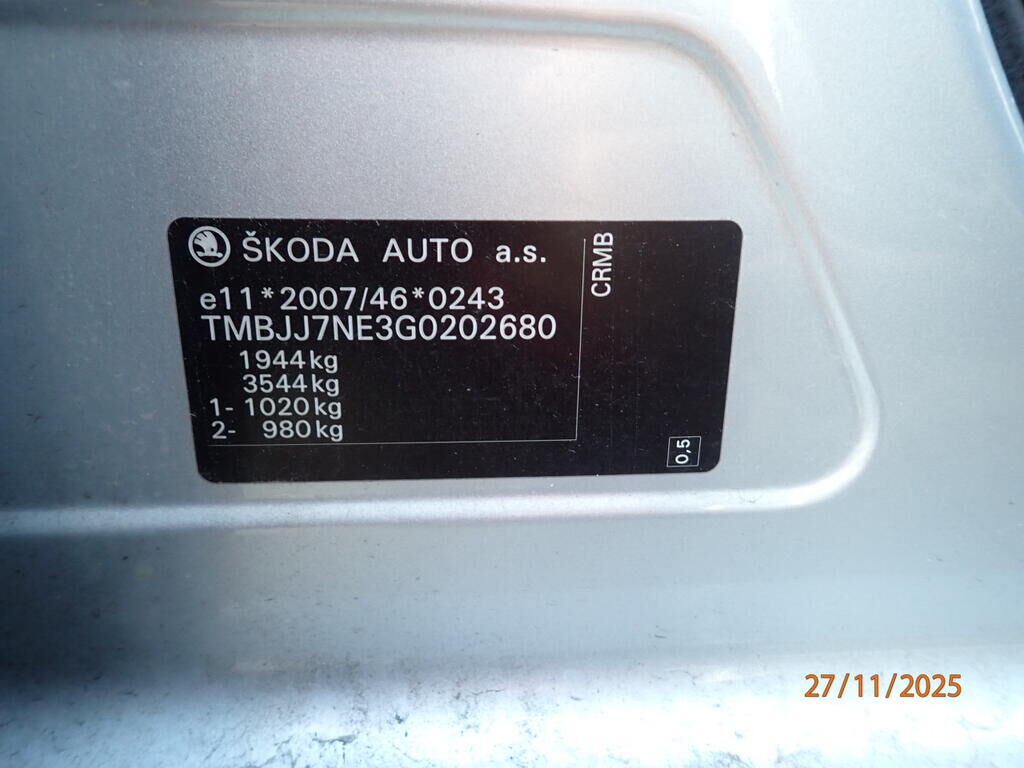 ŠKODA AUTO a.s.
e11*2007/46*0243
TMBJJ7NE3G0202680
1944kg
3544kg
1- 1020kg
2- 980kg
CRMB
0,5
27/11/2025